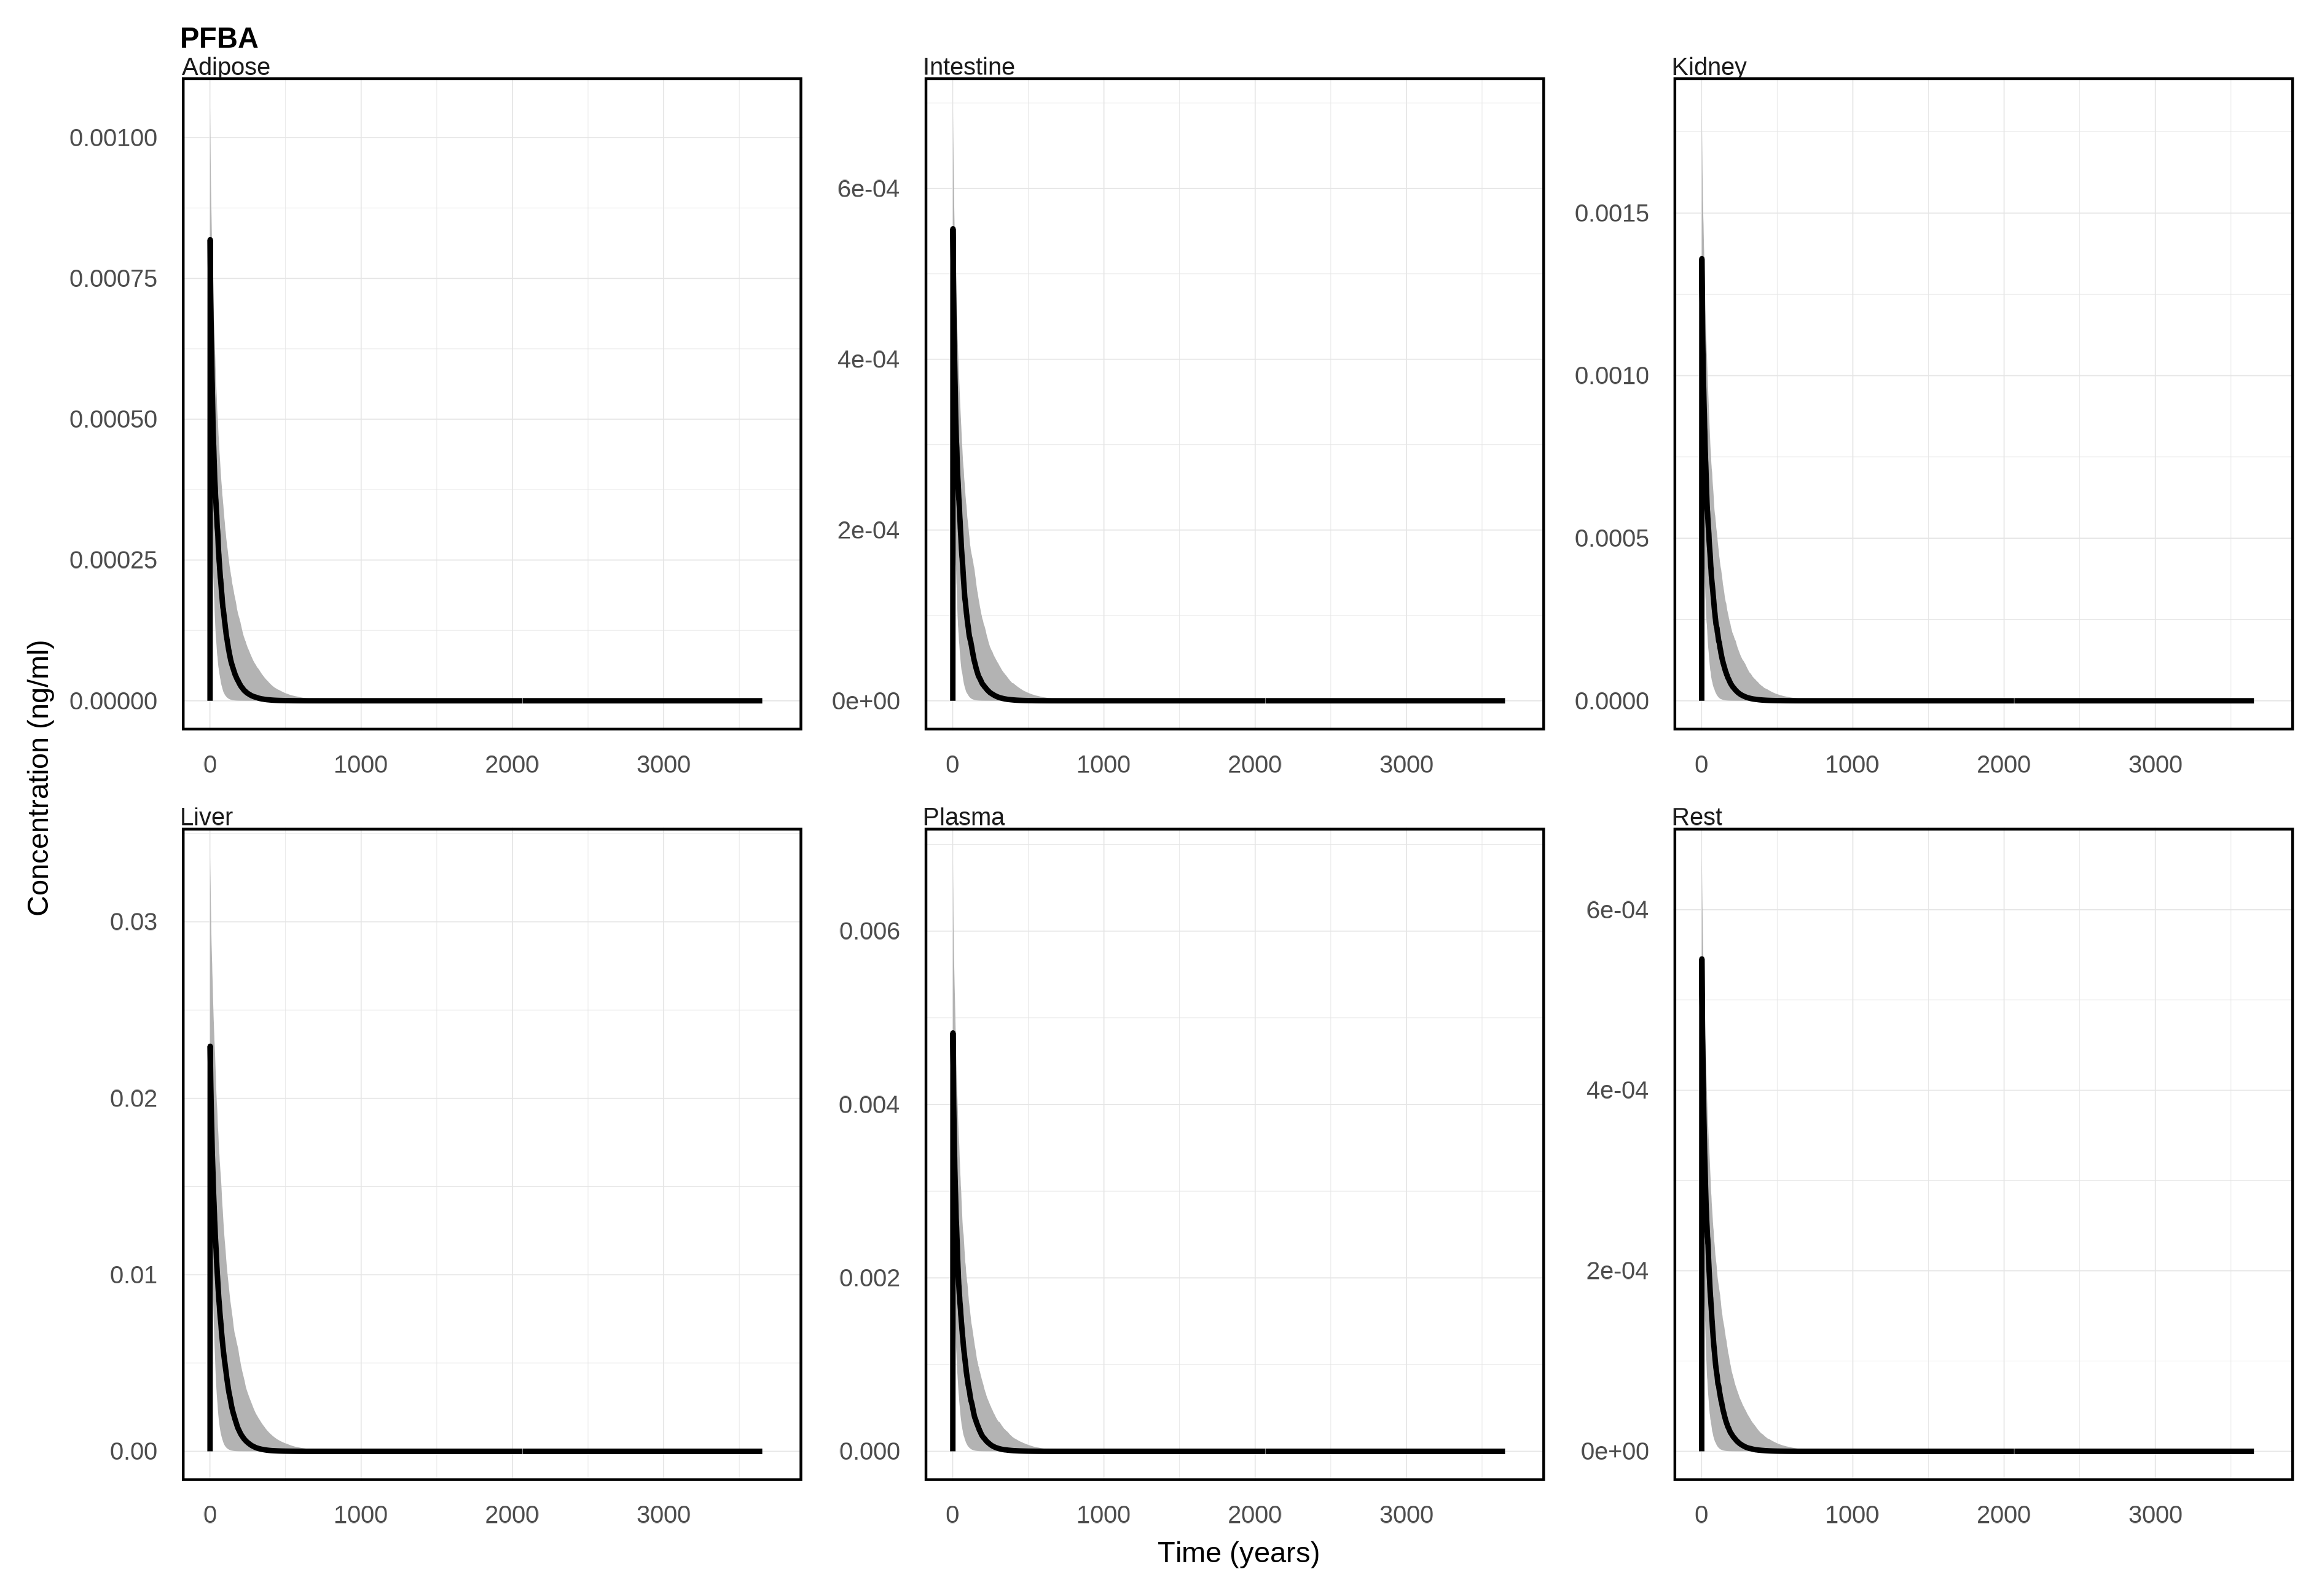 PFBA
Adipose
Intestine
Kidney
0.00100
0.00075
0.00050
0.00025
0.00000
6e-04
4e-04
2e-04
0e+00
0.0015
0.0010
0.0005
0.0000
0 1000 2000 3000
0 1000 2000 3000
0 1000 2000 3000
Concentration (ng/ml)
Liver
Plasma
Rest
0.03
0.02
0.01
0.00
0.006
0.004
0.002
0.000
6e-04
4e-04
2e-04
0e+00
0 1000 2000 3000
0 1000 2000 3000
0 1000 2000 3000
Time (years)